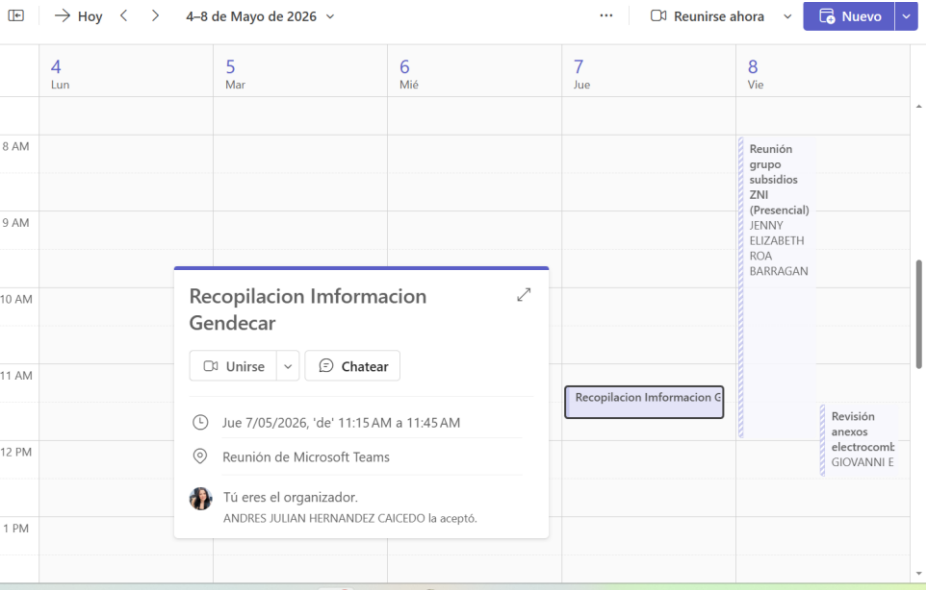 Hoy
4–8 de Mayo de 2026
Reunirse ahora
Nuevo
4
Lun
5
Mar
6
Mié
7
Jue
8
Vie
8 AM
9 AM
10 AM
11 AM
12 PM
1 PM
Reunión
grupo
subsidios
ZNI
(Presencial)
JENNY
ELIZABETH
ROA
BARRAGAN
Recopilacion Imformacion
Gendecar
Unirse
Chatear
Jue 7/05/2026, 'de' 11:15 AM a 11:45 AM
Reunión de Microsoft Teams
Tú eres el organizador.
ANDRES JULIAN HERNANDEZ CAICEDO la aceptó.
Recopilacion Imformacion G
Revisión
anexos
electrocomb
GIOVANNI E